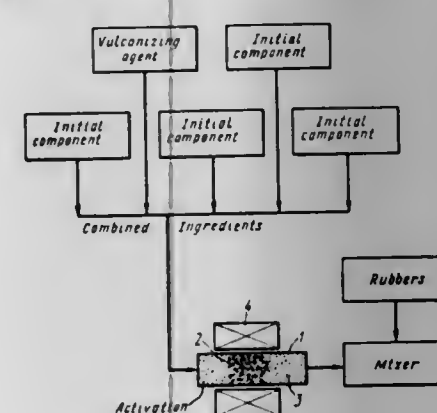 Vulcanizing
agent
Initial
component
Initial
component
Initial
component
Initial
component
Combined Ingredients
Rubbers
4
2
1
Mixer
3
Activation